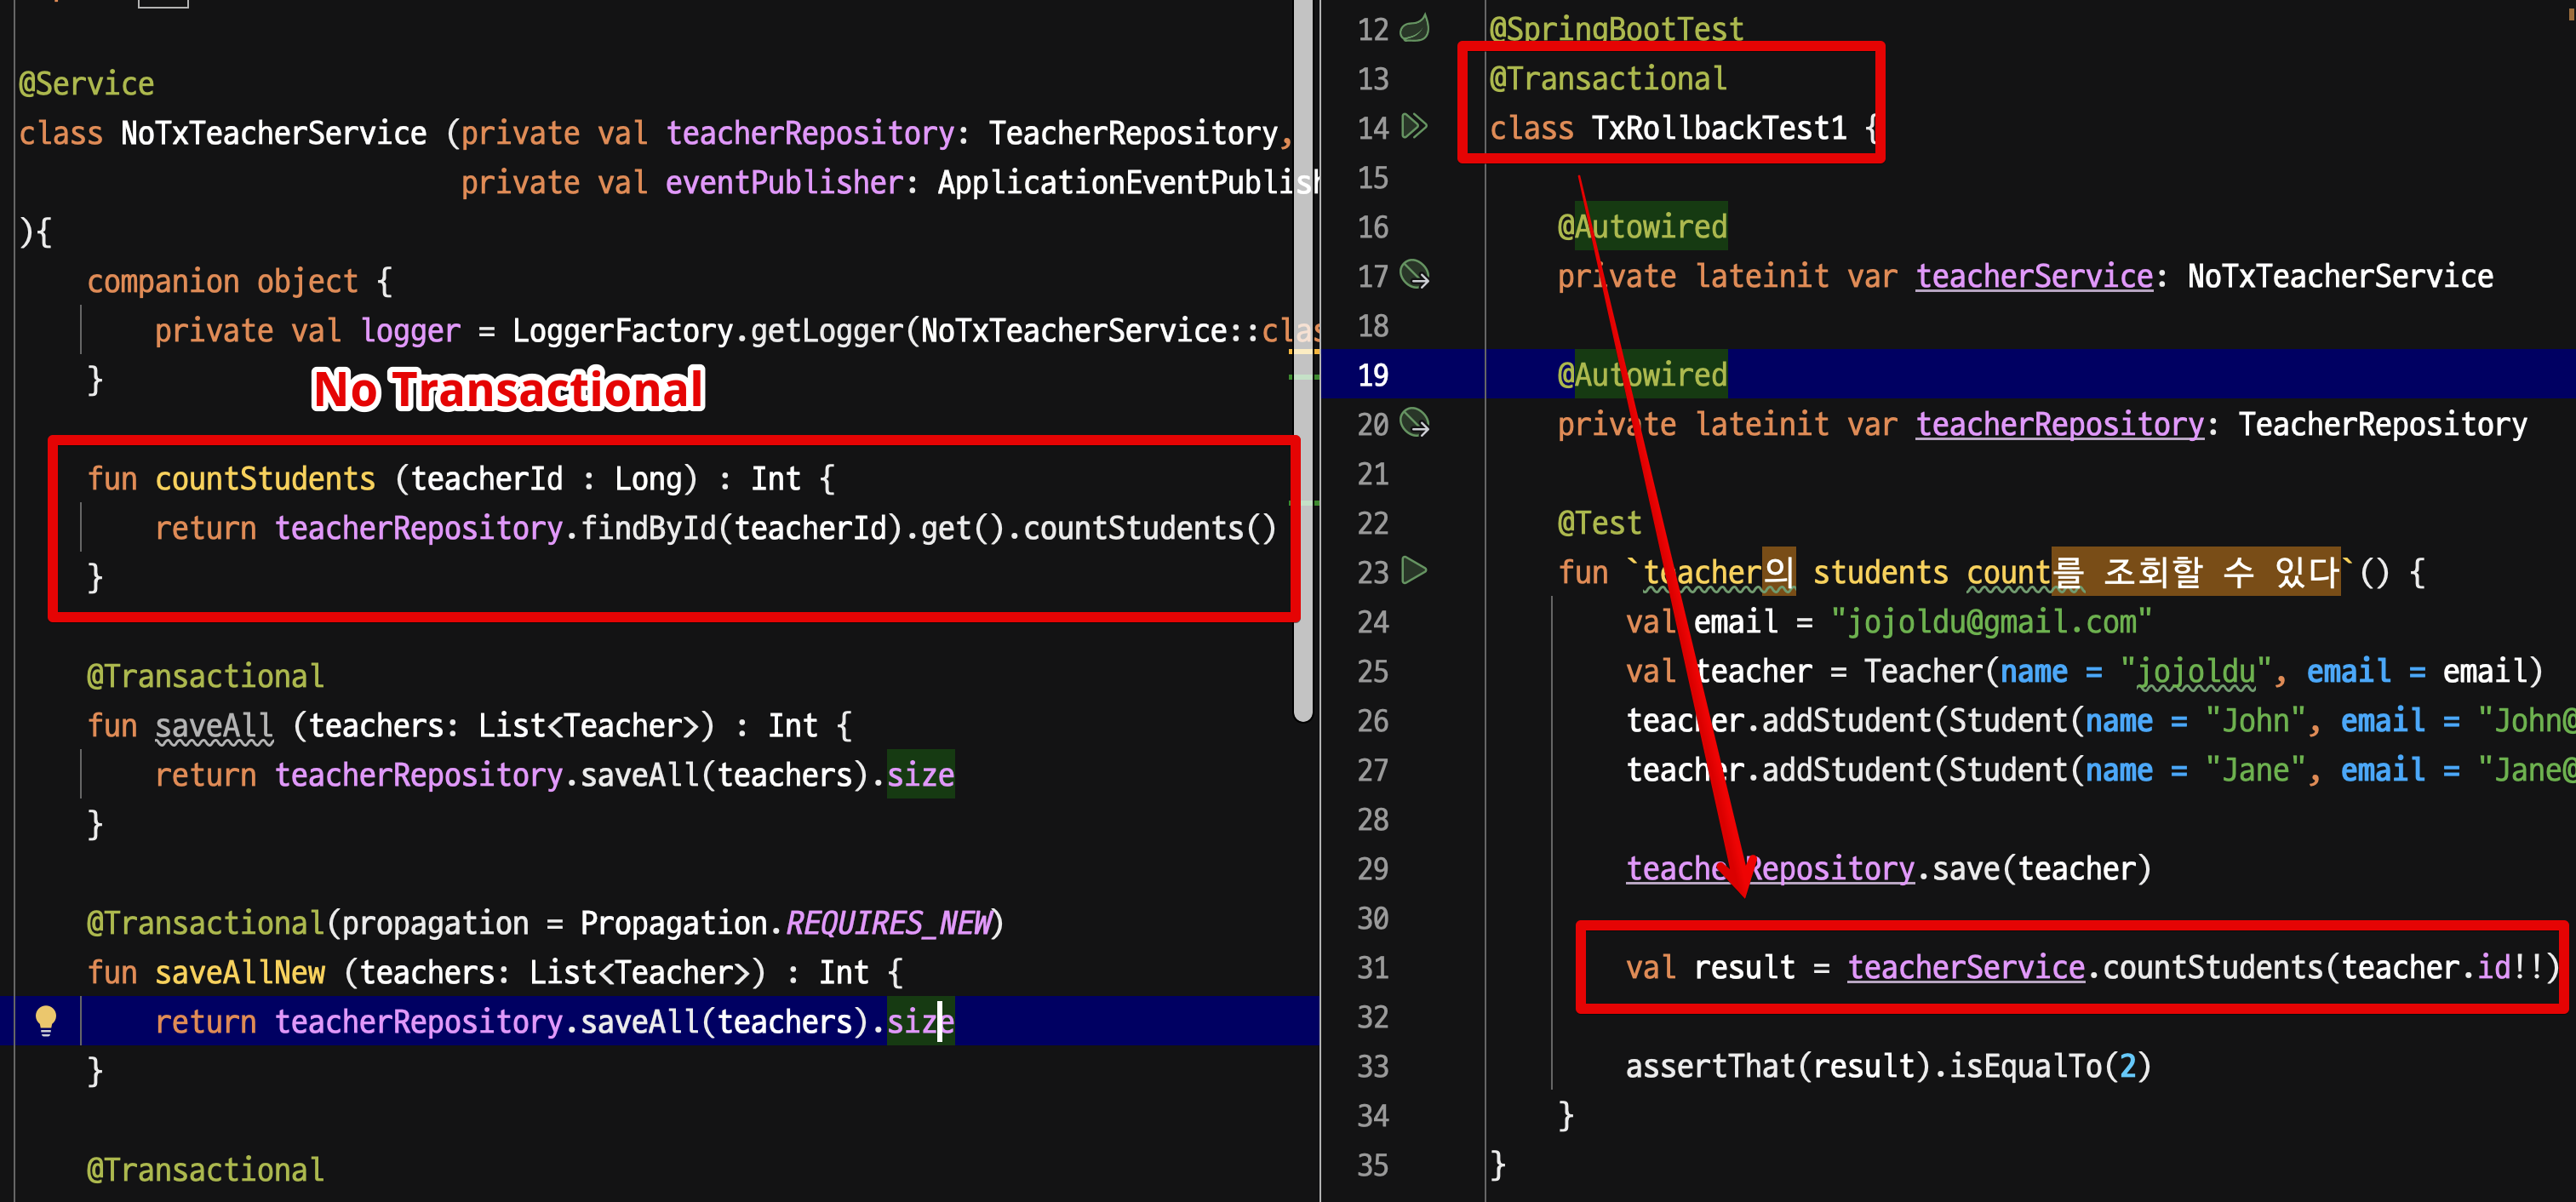 @Service
class NoTxTeacherService (private val teacherRepository: TeacherRepository,
private val eventPublisher: ApplicationEventPublish
){
companion object {
private val logger = LoggerFactory.getLogger(NoTxTeacherService::clas
}
No Transactional
fun countStudents (teacherId : Long) : Int {
return teacherRepository.findById(teacherId).get().countStudents()
}
@Transactional
fun saveAll (teachers: List<Teacher>) : Int {
return teacherRepository.saveAll(teachers).size
}
@Transactional(propagation = Propagation.REQUIRES_NEW)
fun saveAllNew (teachers: List<Teacher>) : Int {
return teacherRepository.saveAll(teachers).size
}
@Transactional
12 @SpringBootTest
13 @Transactional
14 class TxRollbackTest1 {
15
16 @Autowired
17 private lateinit var teacherService: NoTxTeacherService
18
19 @Autowired
20 private lateinit var teacherRepository: TeacherRepository
21
22 @Test
23 fun `teacher의 students count를 조회할 수 있다`() {
24 val email = "jojoldu@gmail.com"
25 val teacher = Teacher(name = "jojoldu", email = email)
26 teacher.addStudent(Student(name = "John", email = "John@
27 teacher.addStudent(Student(name = "Jane", email = "Jane@
28
29 teacherRepository.save(teacher)
30
31 val result = teacherService.countStudents(teacher.id!!)
32
33 assertThat(result).isEqualTo(2)
34 }
35 }